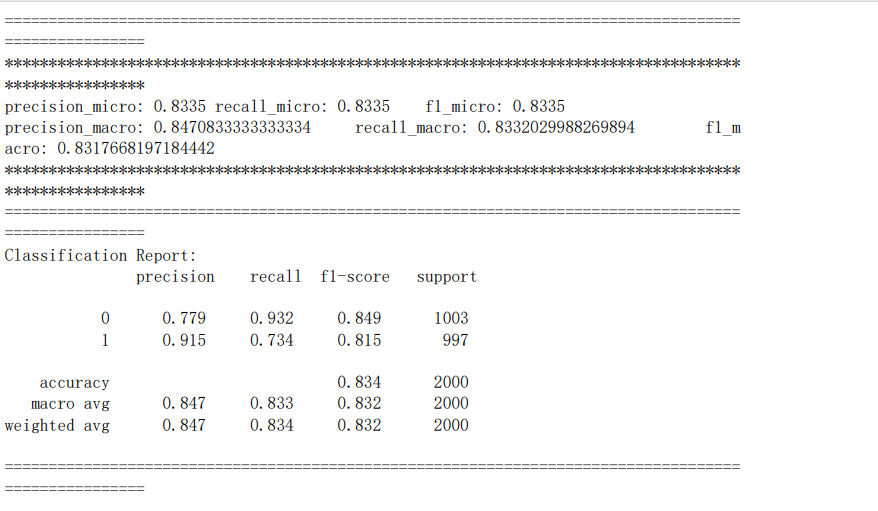 ====================================================================================
================
************************************************************************************
****************
precision_micro: 0.8335 recall_micro: 0.8335    f1_micro: 0.8335
precision_macro: 0.8470833333333334     recall_macro: 0.8332029988269894        f1_m
acro: 0.8317668197184442
************************************************************************************
****************
====================================================================================
================
Classification Report:
               precision    recall  f1-score   support

           0      0.779     0.932     0.849      1003
           1      0.915     0.734     0.815       997

    accuracy                          0.834      2000
   macro avg      0.847     0.833     0.832      2000
weighted avg      0.847     0.834     0.832      2000

====================================================================================
================